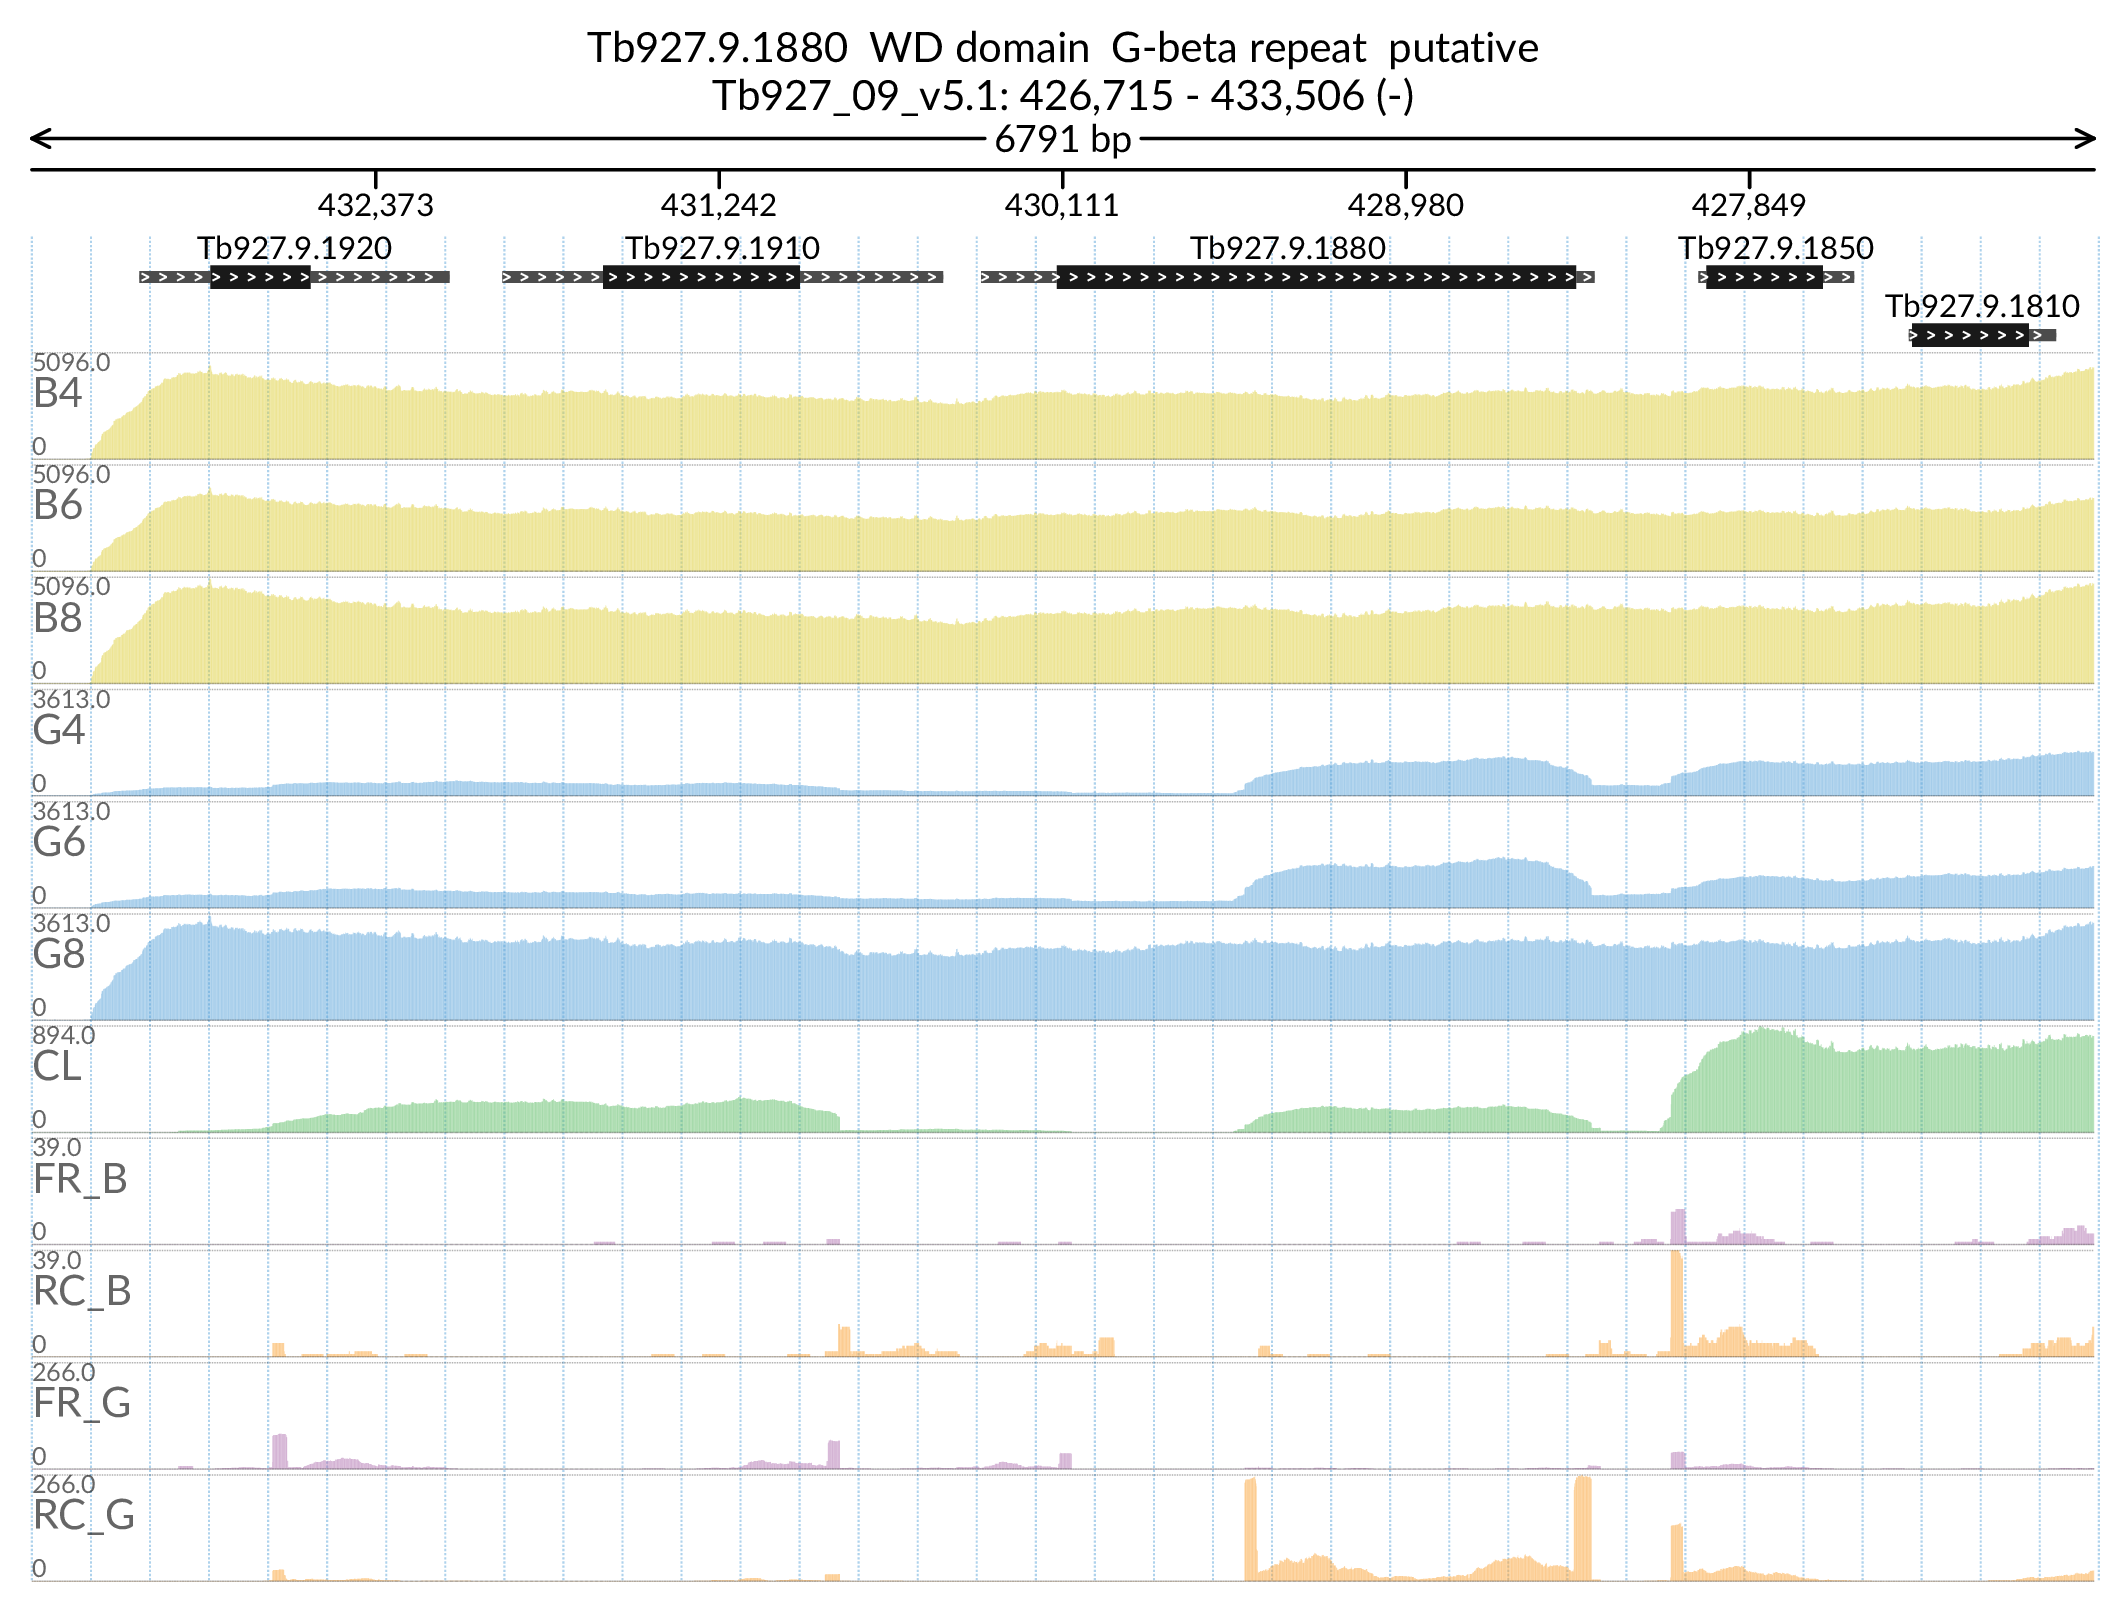 Tb927.9.1880 WD domain G-beta repeat putative
Tb927_09_v5.1: 426,715 - 433,506 (-)
6791 bp
432,373 431,242 430,111 428,980 427,849
Tb927.9.1920 Tb927.9.1910 Tb927.9.1880 Tb927.9.1850
Tb927.9.1810
5096.0
B4
0
5096.0
B6
0
5096.0
B8
0
3613.0
G4
0
3613.0
G6
0
3613.0
G8
0
894.0
CL
0
39.0
FR_B
0
39.0
RC_B
0
266.0
FR_G
0
266.0
RC_G
0